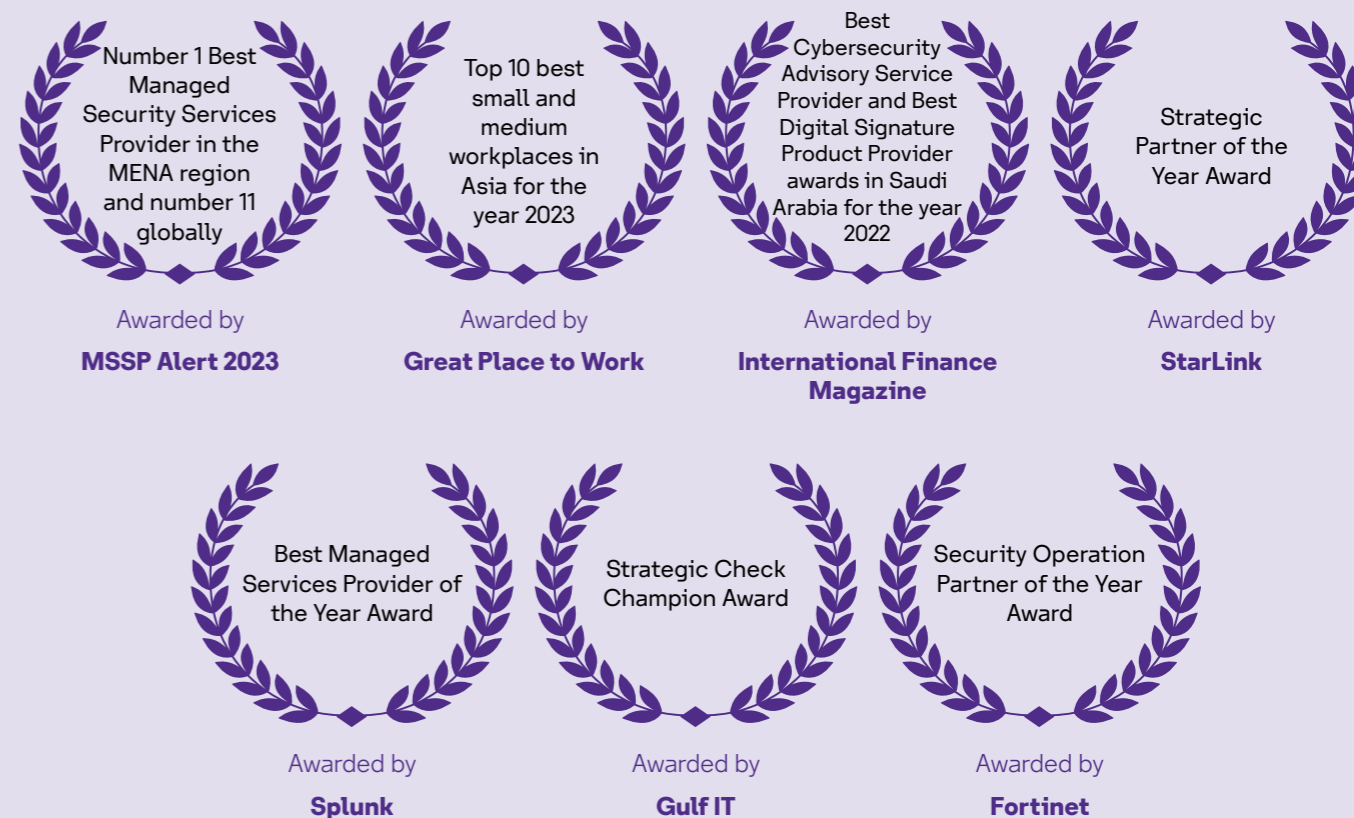 Number 1 Best
Managed
Security Services
Provider in the
MENA region
and number 11
globally
Awarded by
MSSP Alert 2023
Top 10 best
small and
medium
workplaces in
Asia for the
year 2023
Awarded by
Great Place to Work
Best
Cybersecurity
Advisory Service
Provider and Best
Digital Signature
Product Provider
awards in Saudi
Arabia for the year
2022
Awarded by
International Finance
Magazine
Strategic
Partner of the
Year Award
Awarded by
StarLink
Best Managed
Services Provider of
the Year Award
Awarded by
Splunk
Strategic Check
Champion Award
Awarded by
Gulf IT
Security Operation
Partner of the Year
Award
Awarded by
Fortinet